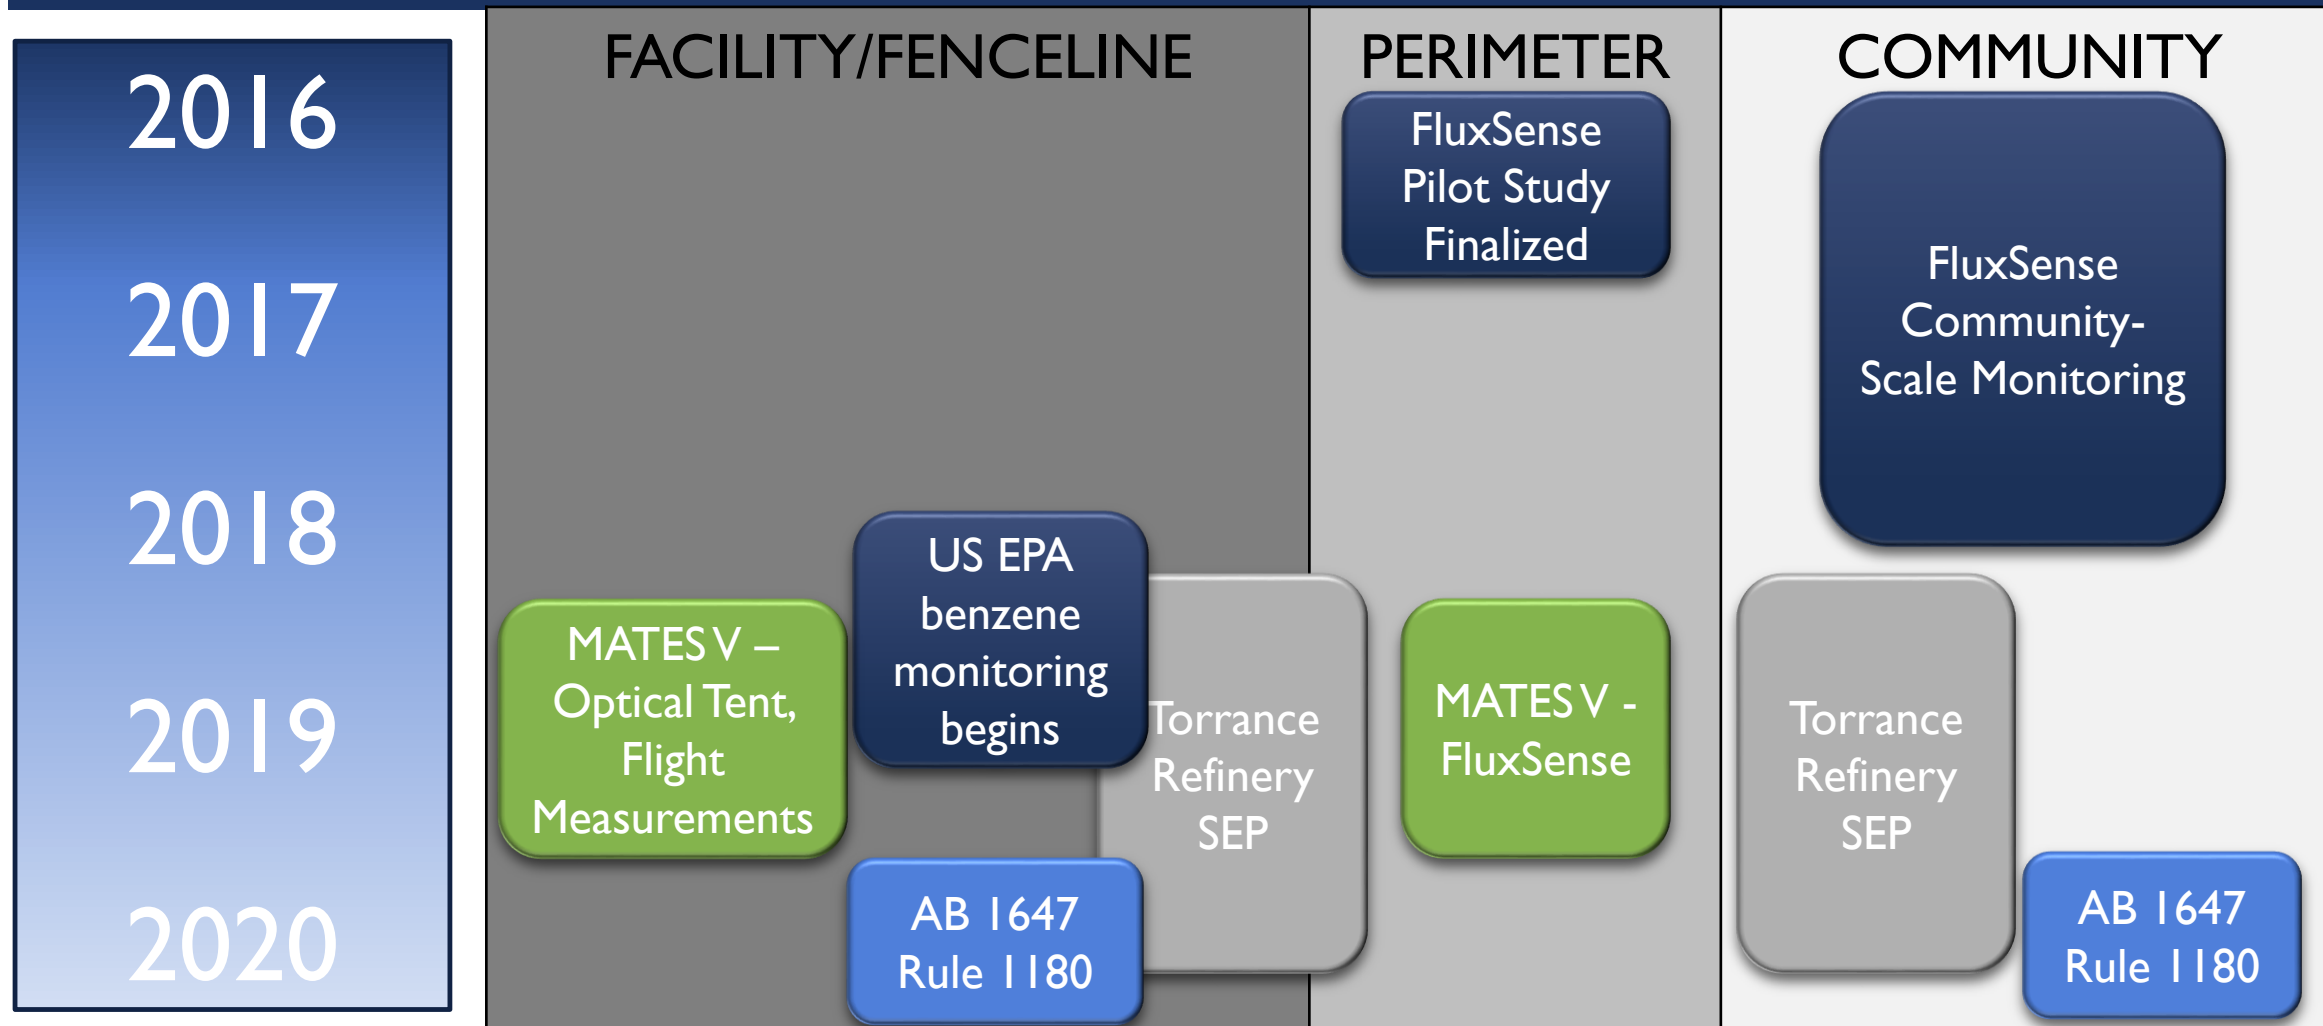 FACILITY/FENCELINE
PERIMETER
COMMUNITY
2016
2017
2018
2019
2020
FluxSense
Pilot Study
Finalized
FluxSense
Community-
Scale Monitoring
US EPA
benzene
monitoring
begins
MATES V –
Optical Tent,
Flight
Measurements
Torrance
Refinery
SEP
MATES V -
FluxSense
Torrance
Refinery
SEP
AB 1647
Rule 1180
AB 1647
Rule 1180